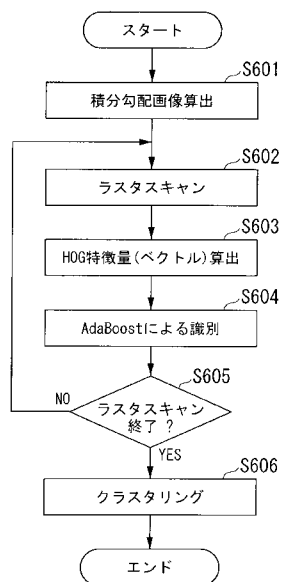 スタート
S601
積分勾配画像算出
S602
ラスタスキャン
S603
HOG特徴量(ベクトル)算出
S604
AdaBoostによる識別
S605
ラスタスキャン
終了 ?
NO
YES
S606
クラスタリング
エンド